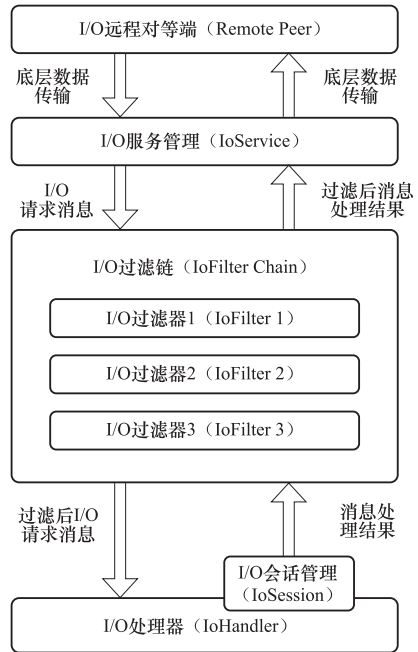 I/O远程对等端（Remote Peer）
底层数据
传输
底层数据
传输
I/O服务管理（IoService）
I/O
请求消息
过滤后消息
处理结果
I/O过滤链（IoFilter Chain）
I/O过滤器1（IoFilter 1）
I/O过滤器2（IoFilter 2）
I/O过滤器3（IoFilter 3）
过滤后I/O
请求消息
消息处
理结果
I/O会话管理
（IoSession）
I/O处理器（IoHandler）